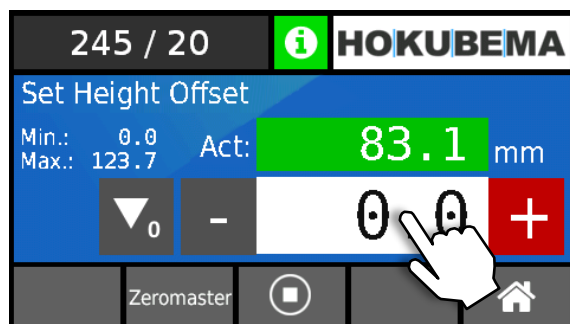 245 / 20 i HOKUBEMA
Set Height Offset
Min.: 0.0 Act: 83.1 mm
Max.: 123.7
0 - 0.0 +
Zeromaster